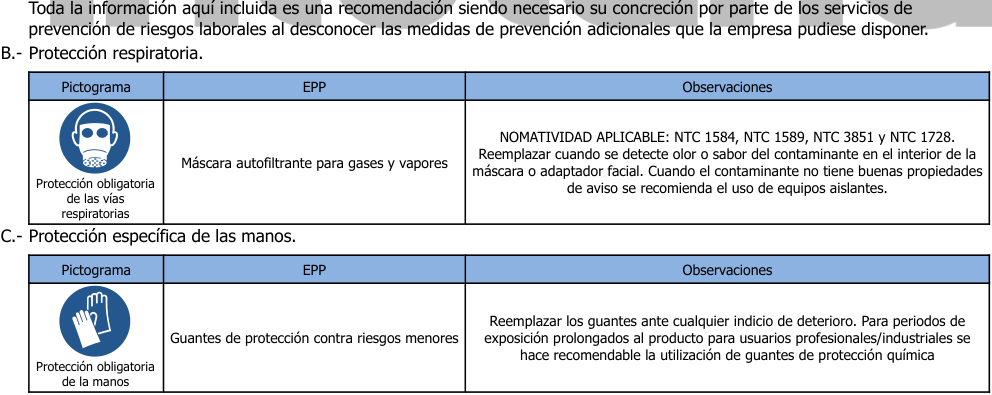 Toda la información aquí incluida es una recomendación siendo necesario su concreción por parte de los servicios de
prevención de riesgos laborales al desconocer las medidas de prevención adicionales que la empresa pudiese disponer.
B.- Protección respiratoria.
Pictograma EPP Observaciones
Protección obligatoria
de las vías
respiratorias
Máscara autofiltrante para gases y vapores
NOMATIVIDAD APLICABLE: NTC 1584, NTC 1589, NTC 3851 y NTC 1728.
Reemplazar cuando se detecte olor o sabor del contaminante en el interior de la
máscara o adaptador facial. Cuando el contaminante no tiene buenas propiedades
de aviso se recomienda el uso de equipos aislantes.
C.- Protección específica de las manos.
Pictograma EPP Observaciones
Protección obligatoria
de la manos
Guantes de protección contra riesgos menores
Reemplazar los guantes ante cualquier indicio de deterioro. Para periodos de
exposición prolongados al producto para usuarios profesionales/industriales se
hace recomendable la utilización de guantes de protección química